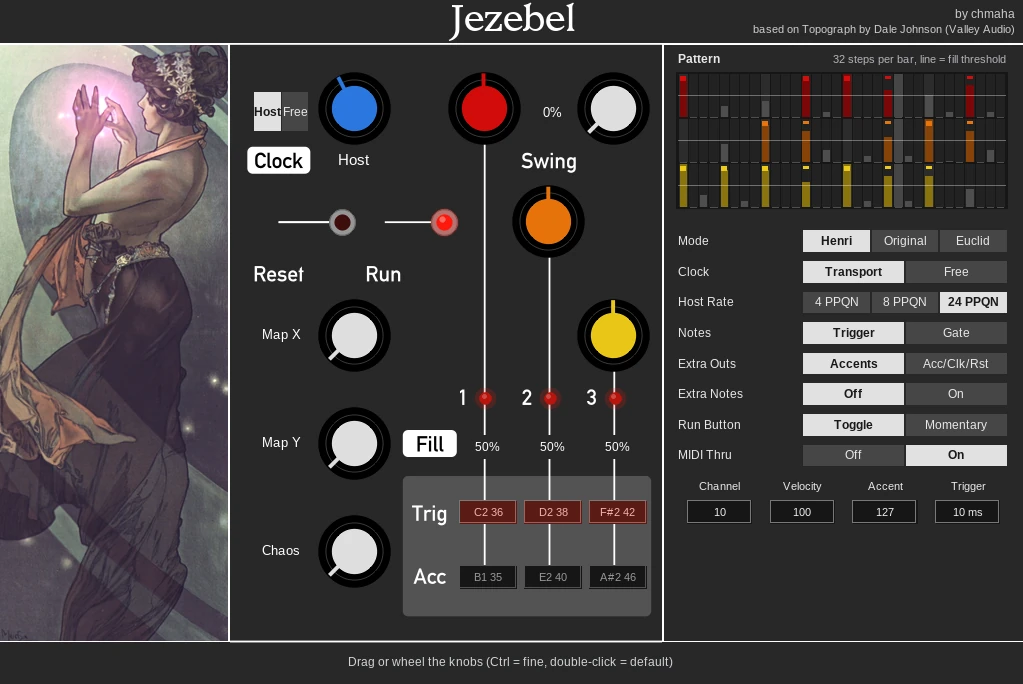 Jezebel
by chmaha
based on Topograph by Dale Johnson (Valley Audio)
Host Free
Clock
Host
0%
Swing
Reset
Run
Map X
Map Y
Chaos
1 2 3
Fill
50% 50% 50%
Trig
C2 36 D2 38 F#2 42
Acc
B1 35 E2 40 A#2 46
Pattern
32 steps per bar, line = fill threshold
Mode Henri Original Euclid
Clock Transport Free
Host Rate 4 PPQN 8 PPQN 24 PPQN
Notes Trigger Gate
Extra Outs Accents Acc/Clk/Rst
Extra Notes Off On
Run Button Toggle Momentary
MIDI Thru Off On
Channel Velocity Accent Trigger
10 100 127 10 ms
Drag or wheel the knobs (Ctrl = fine, double-click = default)